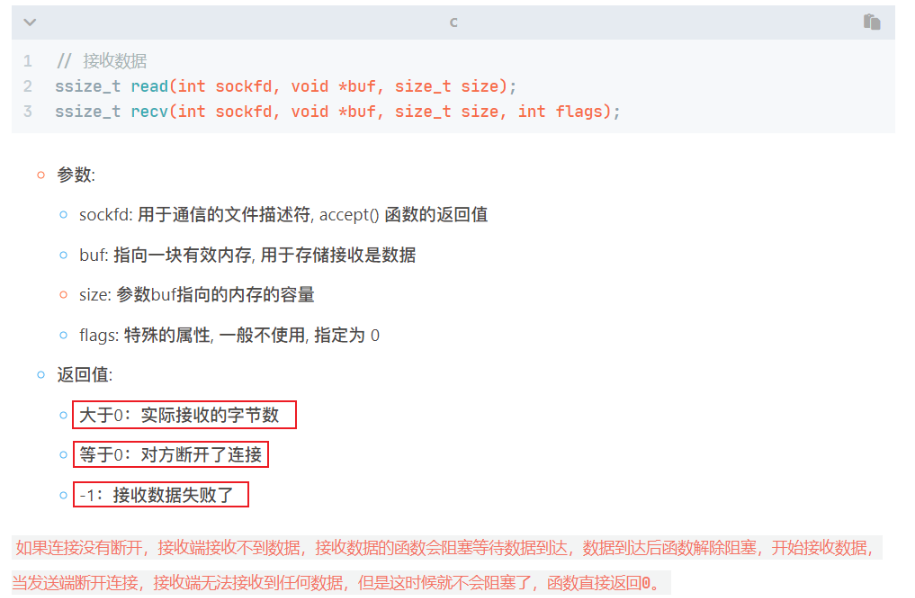 C
1 // 接收数据
2 ssize_t read(int sockfd, void *buf, size_t size);
3 ssize_t recv(int sockfd, void *buf, size_t size, int flags);
参数:
sockfd: 用于通信的文件描述符, accept() 函数的返回值
buf: 指向一块有效内存, 用于存储接收是数据
size: 参数buf指向的内存的容量
flags: 特殊的属性, 一般不使用, 指定为 0
返回值:
大于0：实际接收的字节数
等于0：对方断开了连接
-1：接收数据失败了
如果连接没有断开，接收端接收不到数据，接收数据的函数会阻塞等待数据到达，数据到达后函数解除阻塞，开始接收数据，
当发送端断开连接，接收端无法接收到任何数据，但是这时候就不会阻塞了，函数直接返回0。